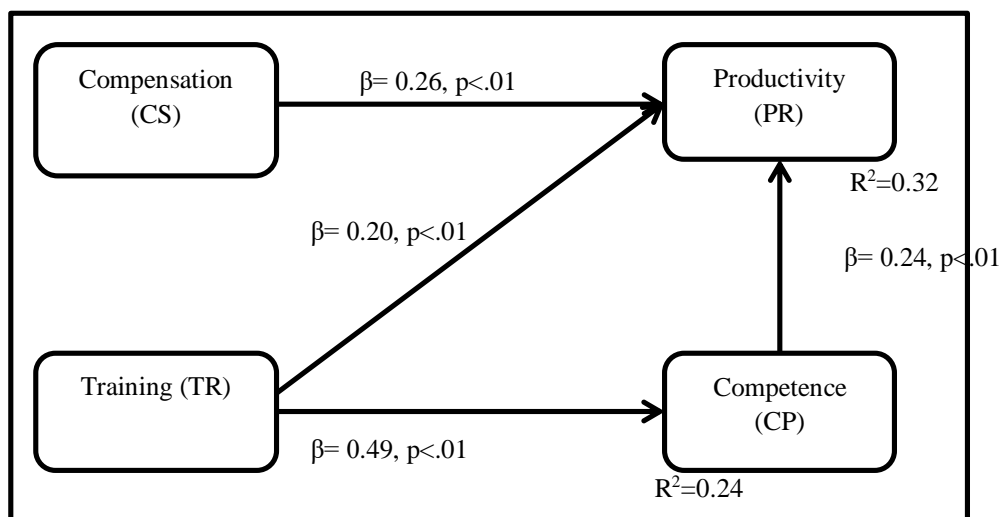 Compensation
(CS)
β= 0.26, p<.01
Productivity
(PR)
R²=0.32
β= 0.20, p<.01
β= 0.24, p<.01
Training (TR)
Competence
(CP)
β= 0.49, p<.01
R²=0.24